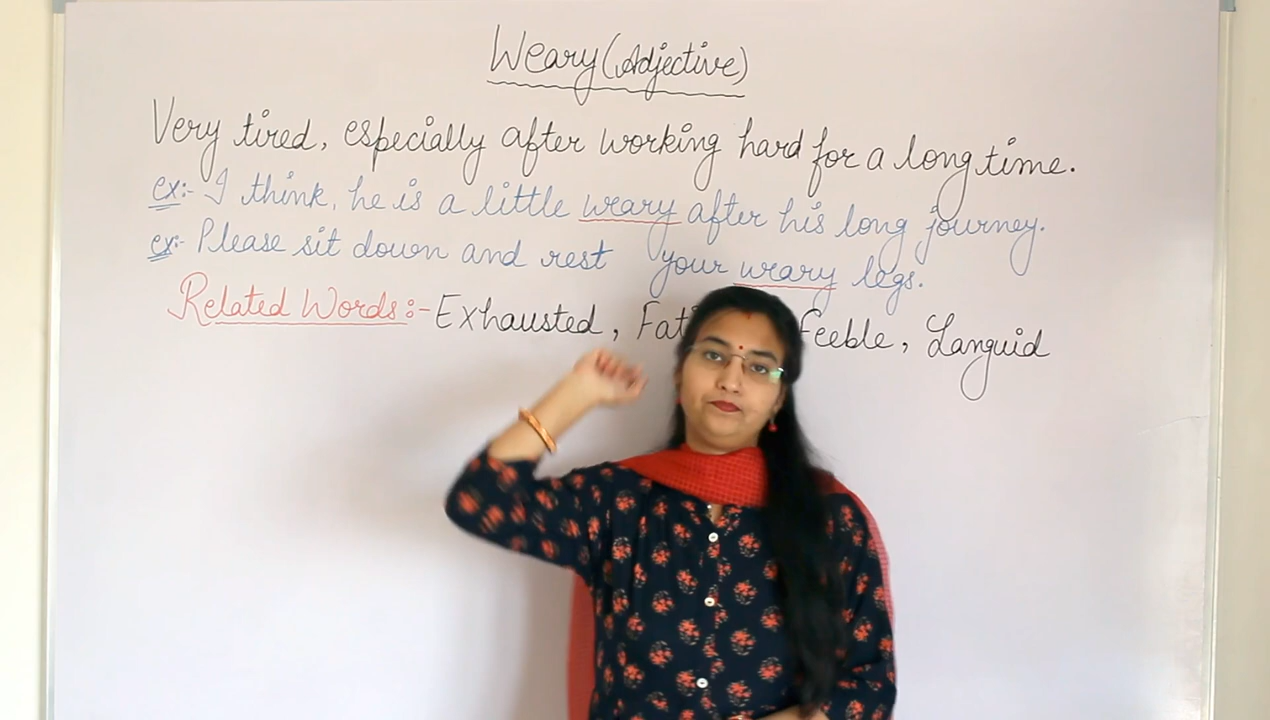 Weary (Adjective)
Very tired, especially after working hard for a long time.
ex:- I think, he is a little weary after his long journey.
ex:- Please sit down and rest your weary legs.
Related Words:- Exhausted, Feeble, Languid